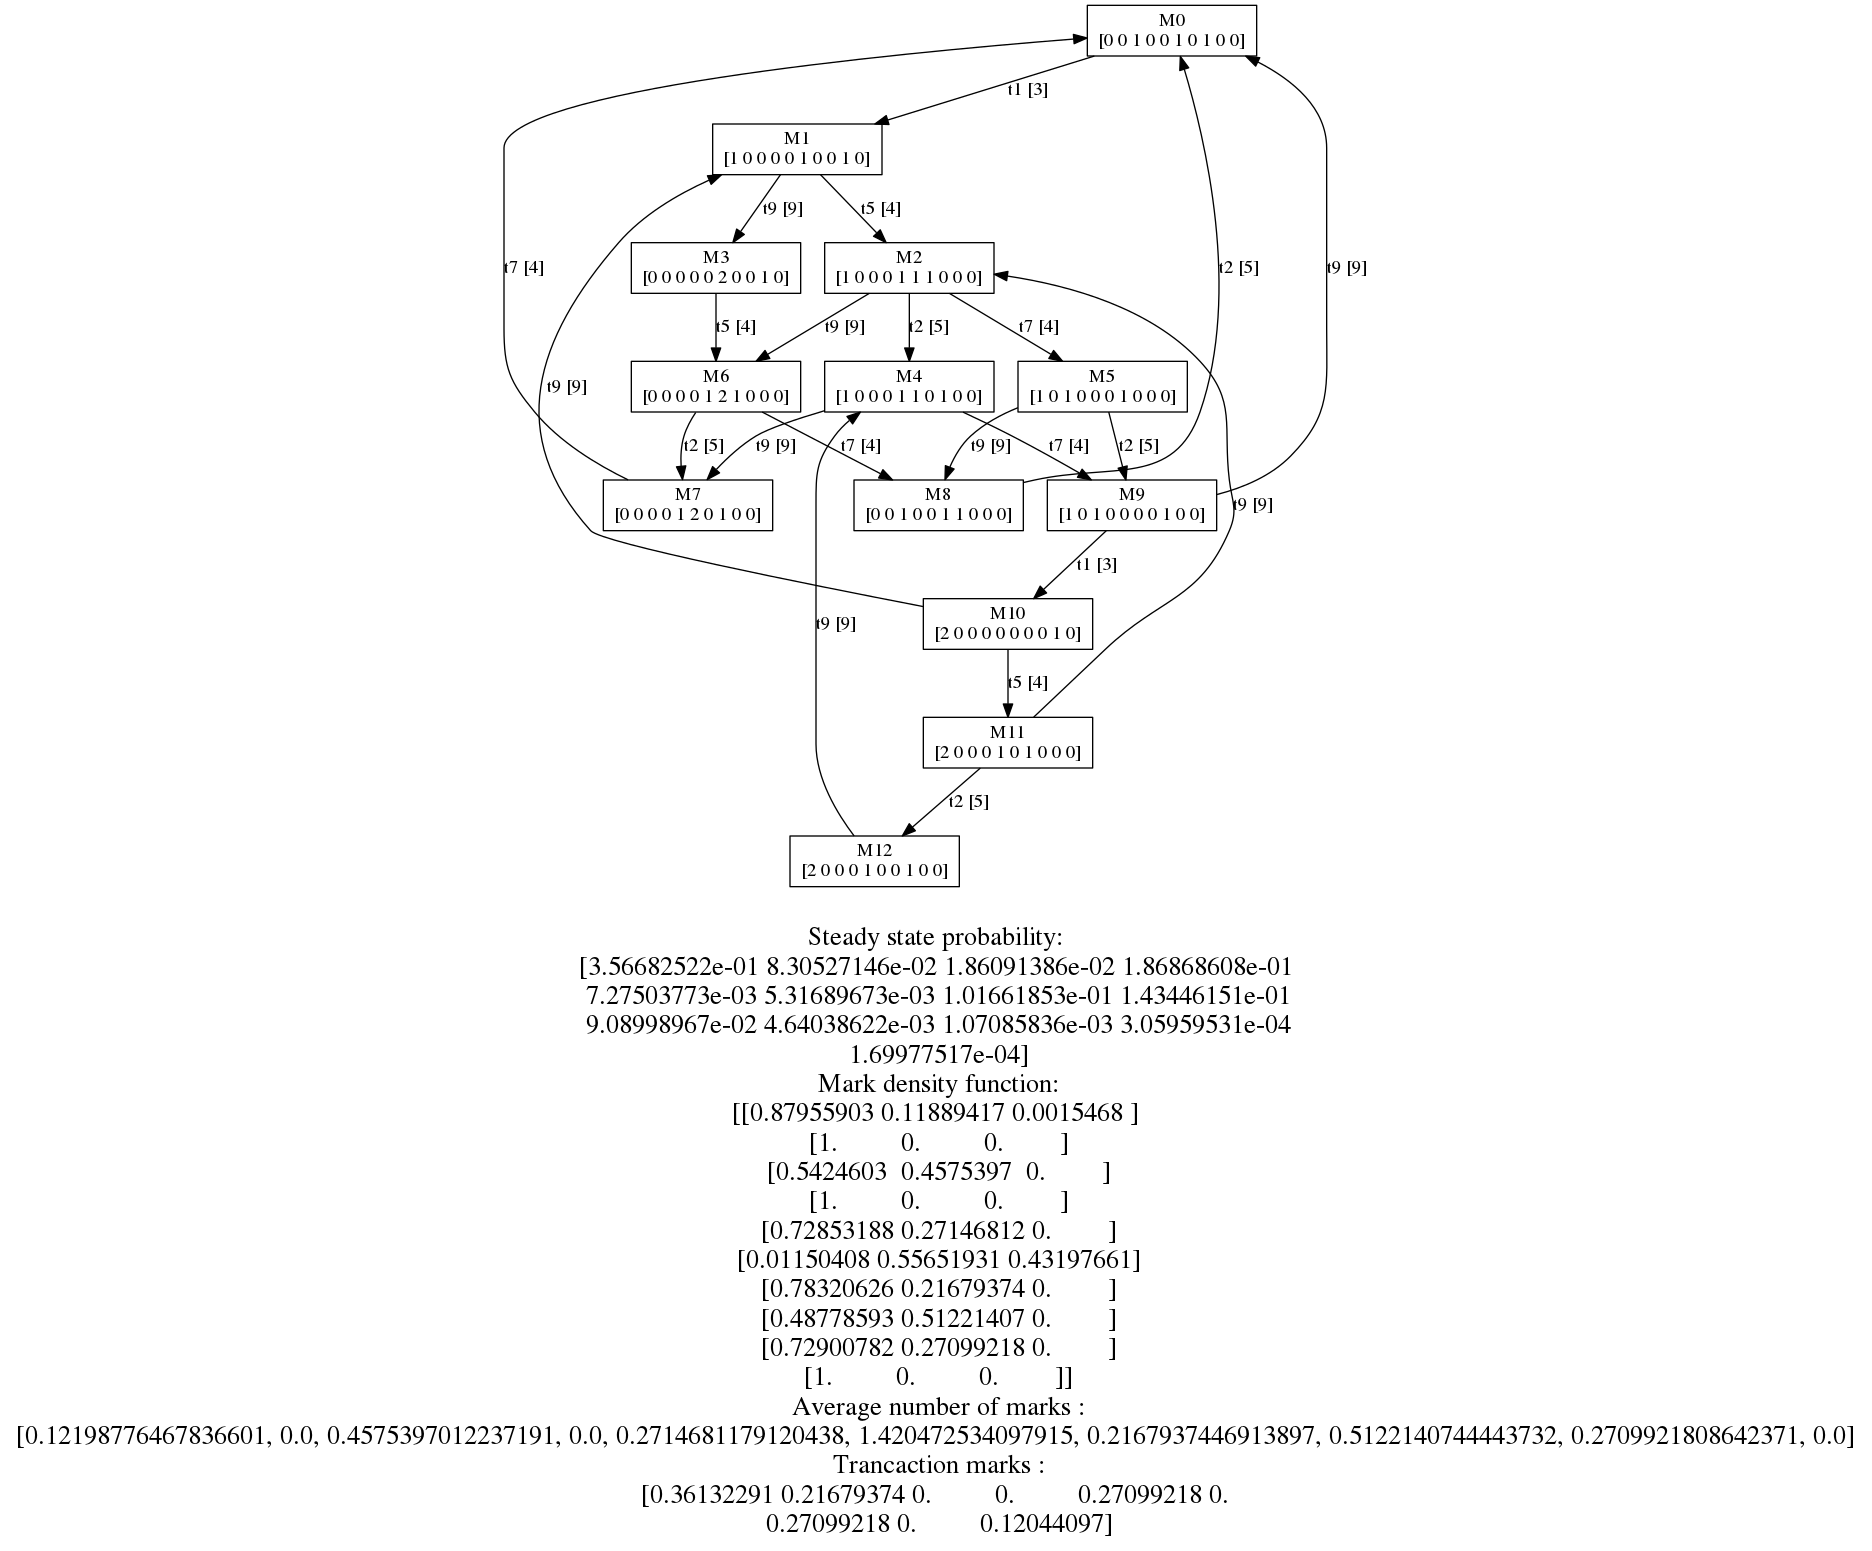 M0
[0 0 1 0 0 1 0 1 0 0]
t1 [3]
M1
[1 0 0 0 0 1 0 0 1 0]
t9 [9]
t5 [4]
t7 [4]
M3
[0 0 0 0 0 2 0 0 1 0]
M2
[1 0 0 0 1 1 1 0 0 0]
t2 [5]
t9 [9]
t5 [4]
t9 [9]
t2 [5]
t7 [4]
t9 [9]
M6
[0 0 0 0 1 2 1 0 0 0]
M4
[1 0 0 0 1 1 0 1 0 0]
M5
[1 0 1 0 0 0 1 0 0 0]
t2 [5]
t9 [9]
t7 [4]
t9 [9]
t7 [4]
t2 [5]
M7
[0 0 0 0 1 2 0 1 0 0]
M8
[0 0 1 0 0 1 1 0 0 0]
M9
[1 0 1 0 0 0 0 1 0 0]
t9 [9]
t1 [3]
M10
[2 0 0 0 0 0 0 0 1 0]
t9 [9]
t5 [4]
M11
[2 0 0 0 1 0 1 0 0 0]
t2 [5]
M12
[2 0 0 0 1 0 0 1 0 0]
Steady state probability:
[3.56682522e-01 8.30527146e-02 1.86091386e-02 1.86868608e-01
7.27503773e-03 5.31689673e-03 1.01661853e-01 1.43446151e-01
9.08998967e-02 4.64038622e-03 1.07085836e-03 3.05959531e-04
1.69977517e-04]
Mark density function:
[[0.87955903 0.11889417 0.0015468 ]
[1. 0. 0. ]
[0.5424603 0.4575397 0. ]
[1. 0. 0. ]
[0.72853188 0.27146812 0. ]
[0.01150408 0.55651931 0.43197661]
[0.78320626 0.21679374 0. ]
[0.48778593 0.51221407 0. ]
[0.72900782 0.27099218 0. ]
[1. 0. 0. ]]
Average number of marks :
[0.12198776467836601, 0.0, 0.4575397012237191, 0.0, 0.2714681179120438, 1.420472534097915, 0.2167937446913897, 0.5122140744443732, 0.2709921808642371, 0.0]
Trancaction marks :
[0.36132291 0.21679374 0. 0. 0.27099218 0.
0.27099218 0. 0.12044097]